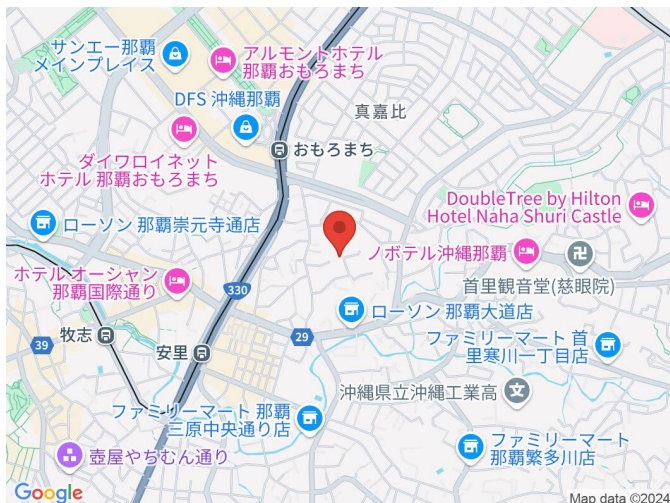 サンエー那覇
メインプレイス
アルモントホテル
那覇おもろまち
DFS 沖縄那覇
真嘉比
おもろまち
ダイワロイネット
ホテル 那覇おもろまち
DoubleTree by Hilton
Hotel Naha Shuri Castle
ローソン 那覇崇元寺通店
ノボテル沖縄那覇
ホテル オーシャン
那覇国際通り
首里観音堂(慈眼院)
330
ローソン 那覇大道店
牧志
39
安里
29
ファミリーマート 首
里寒川一丁目店
沖縄県立沖縄工業高
ファミリーマート 那覇
三原中央通り店
壺屋やちむん通り
ファミリーマート
那覇繁多川店
Google
Map data ©2024